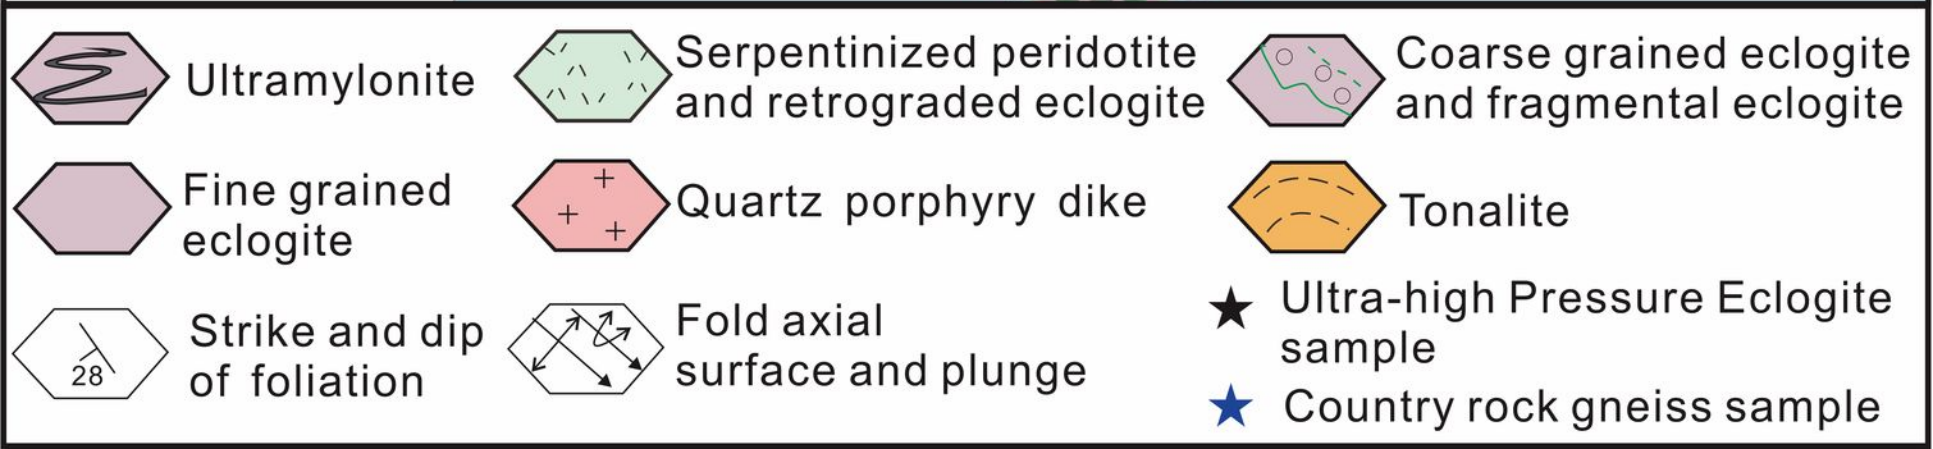 Ultramylonite
Serpentinized peridotite
and retrograded eclogite
Coarse grained eclogite
and fragmental eclogite
Fine grained
eclogite
Quartz porphyry dike
Tonalite
28
Strike and dip
of foliation
Fold axial
surface and plunge
Ultra-high Pressure Eclogite
sample
Country rock gneiss sample